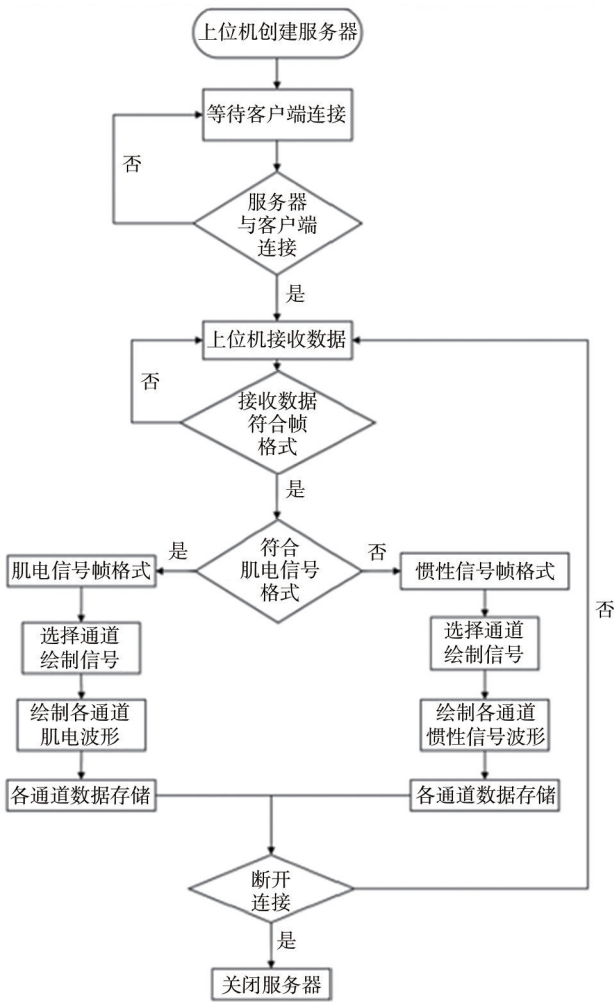 上位机创建服务器
等待客户端连接
否
服务器
与客户端
连接
是
上位机接收数据
否
接收数据
符合帧
格式
是
是
符合
肌电信号
格式
否
肌电信号帧格式
惯性信号帧格式
否
选择通道
绘制信号
选择通道
绘制信号
绘制各通道
肌电波形
绘制各通道
惯性信号波形
各通道数据存储
各通道数据存储
断开
连接
是
关闭服务器